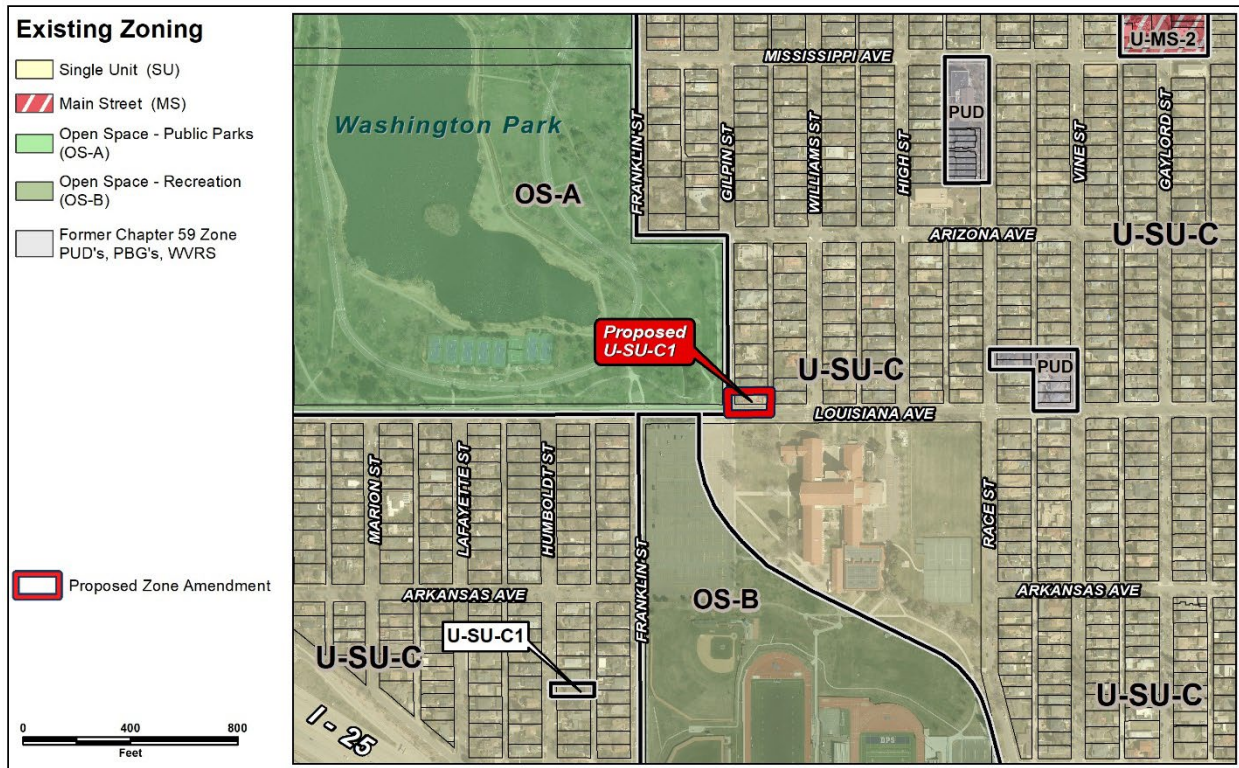 Existing Zoning
Single Unit (SU)
Main Street (MS)
Open Space - Public Parks
(OS-A)
Open Space - Recreation
(OS-B)
Former Chapter 59 Zone
PUD's, PBG's, WVRS
Proposed Zone Amendment
0 400 800
Feet
U-MS-2
MISSISSIPPI AVE
PUD
Washington Park
FRANKLIN ST
GILPIN ST
WILLIAMS ST
HIGH ST
VINE ST
GAYLORD ST
OS-A
ARIZONA AVE
U-SU-C
Proposed
U-SU-C1
U-SU-C
PUD
LOUISIANA AVE
MARION ST
LAFAYETTE ST
HUMBOLDT ST
RACE ST
FRANKLIN ST
ARKANSAS AVE
OS-B
ARKANSAS AVE
U-SU-C1
U-SU-C
U-SU-C
I - 25
DPS